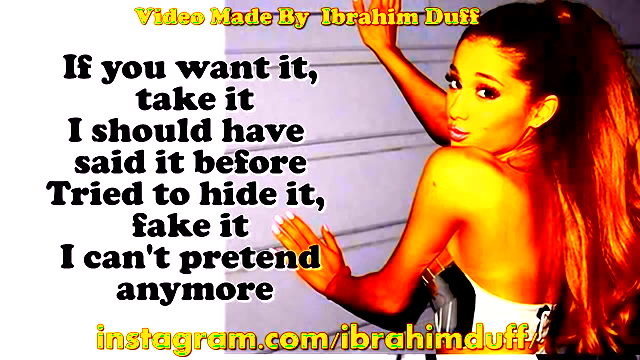 Video Made By Ibrahim Duff
If you want it,
take it
I should have
said it before
Tried to hide it,
fake it
I can't pretend
anymore
instagram.com/ibrahimduff/